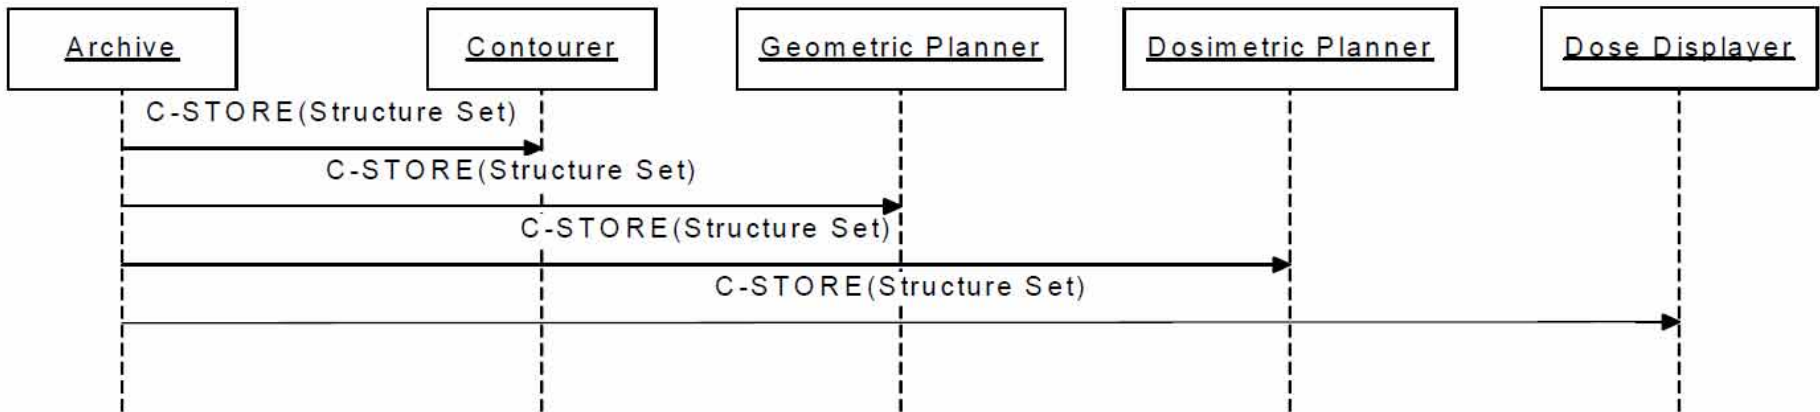 Archive
Contourer
Geometric Planner
Dosimetric Planner
Dose Displayer
C-STORE(Structure Set)
C-STORE(Structure Set)
C-STORE(Structure Set)
C-STORE(Structure Set)